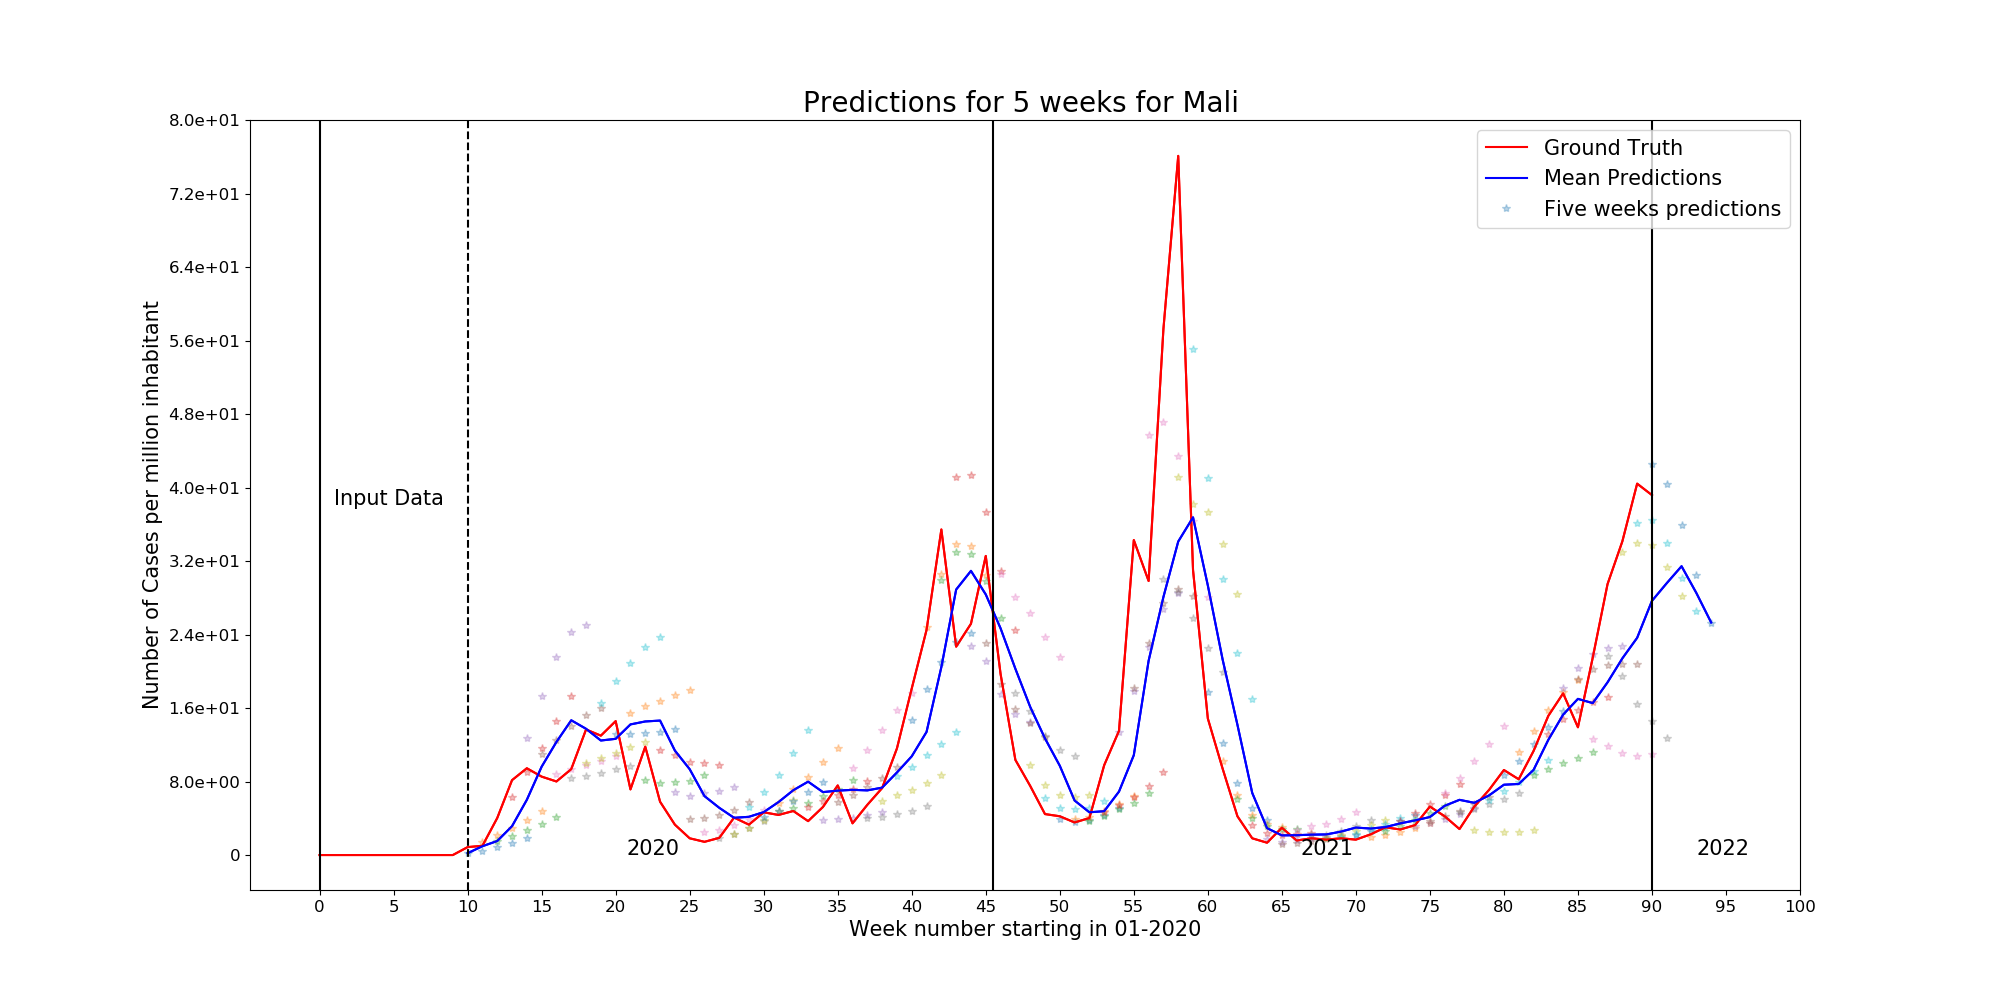 Predictions for 5 weeks for Mali
8.0e+01
7.2e+01
6.4e+01
5.6e+01
4.8e+01
4.0e+01
3.2e+01
2.4e+01
1.6e+01
8.0e+00
0
Number of Cases per million inhabitant
Ground Truth
Mean Predictions
Five weeks predictions
Input Data
2020 2021 2022
0 5 10 15 20 25 30 35 40 45 50 55 60 65 70 75 80 85 90 95 100
Week number starting in 01-2020